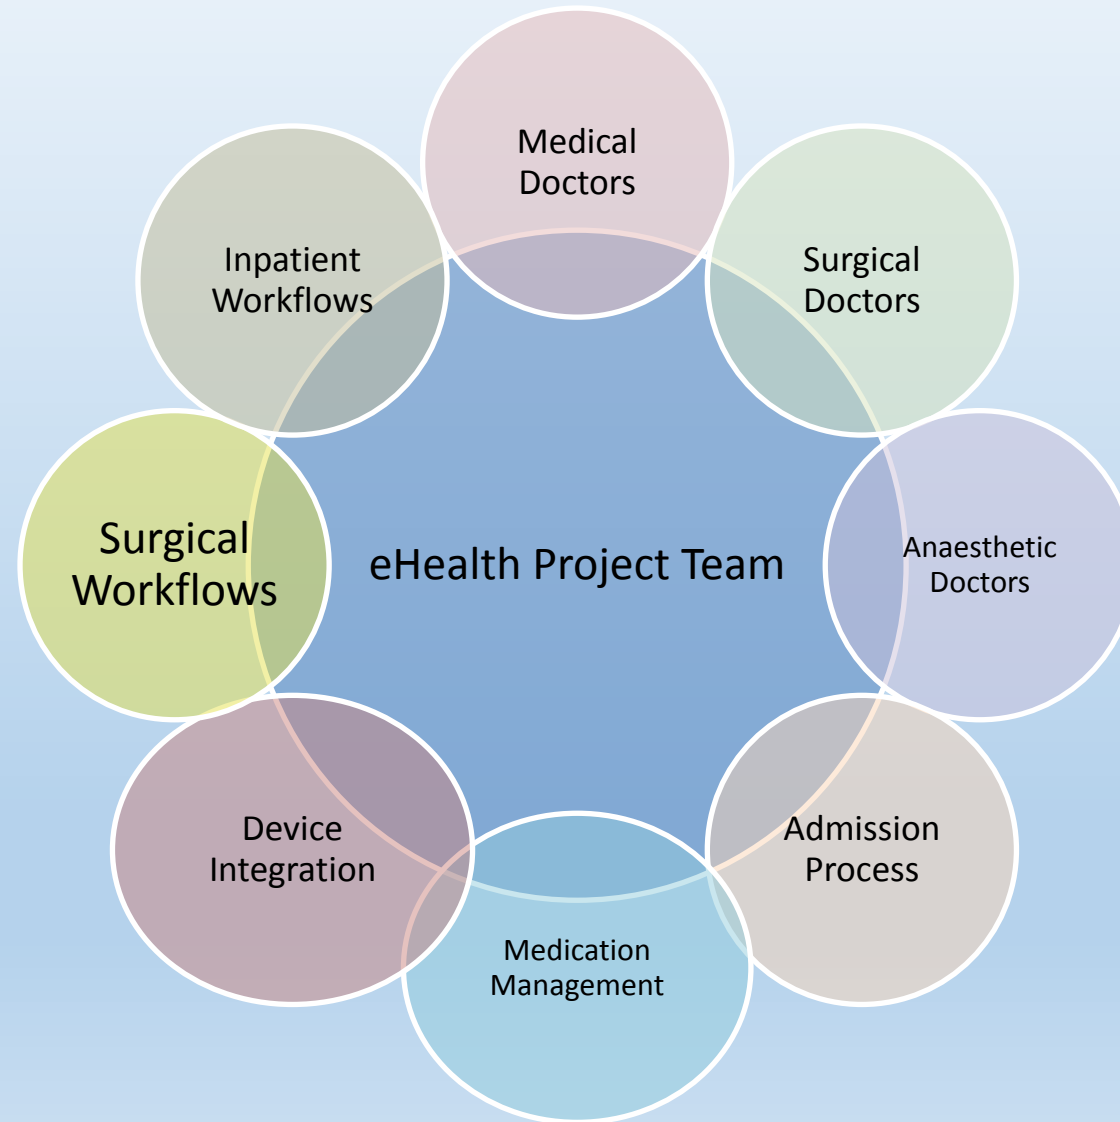 Medical
Doctors
Surgical
Doctors
Anaesthetic
Doctors
Admission
Process
Medication
Management
Device
Integration
Surgical
Workflows
Inpatient
Workflows
eHealth Project Team